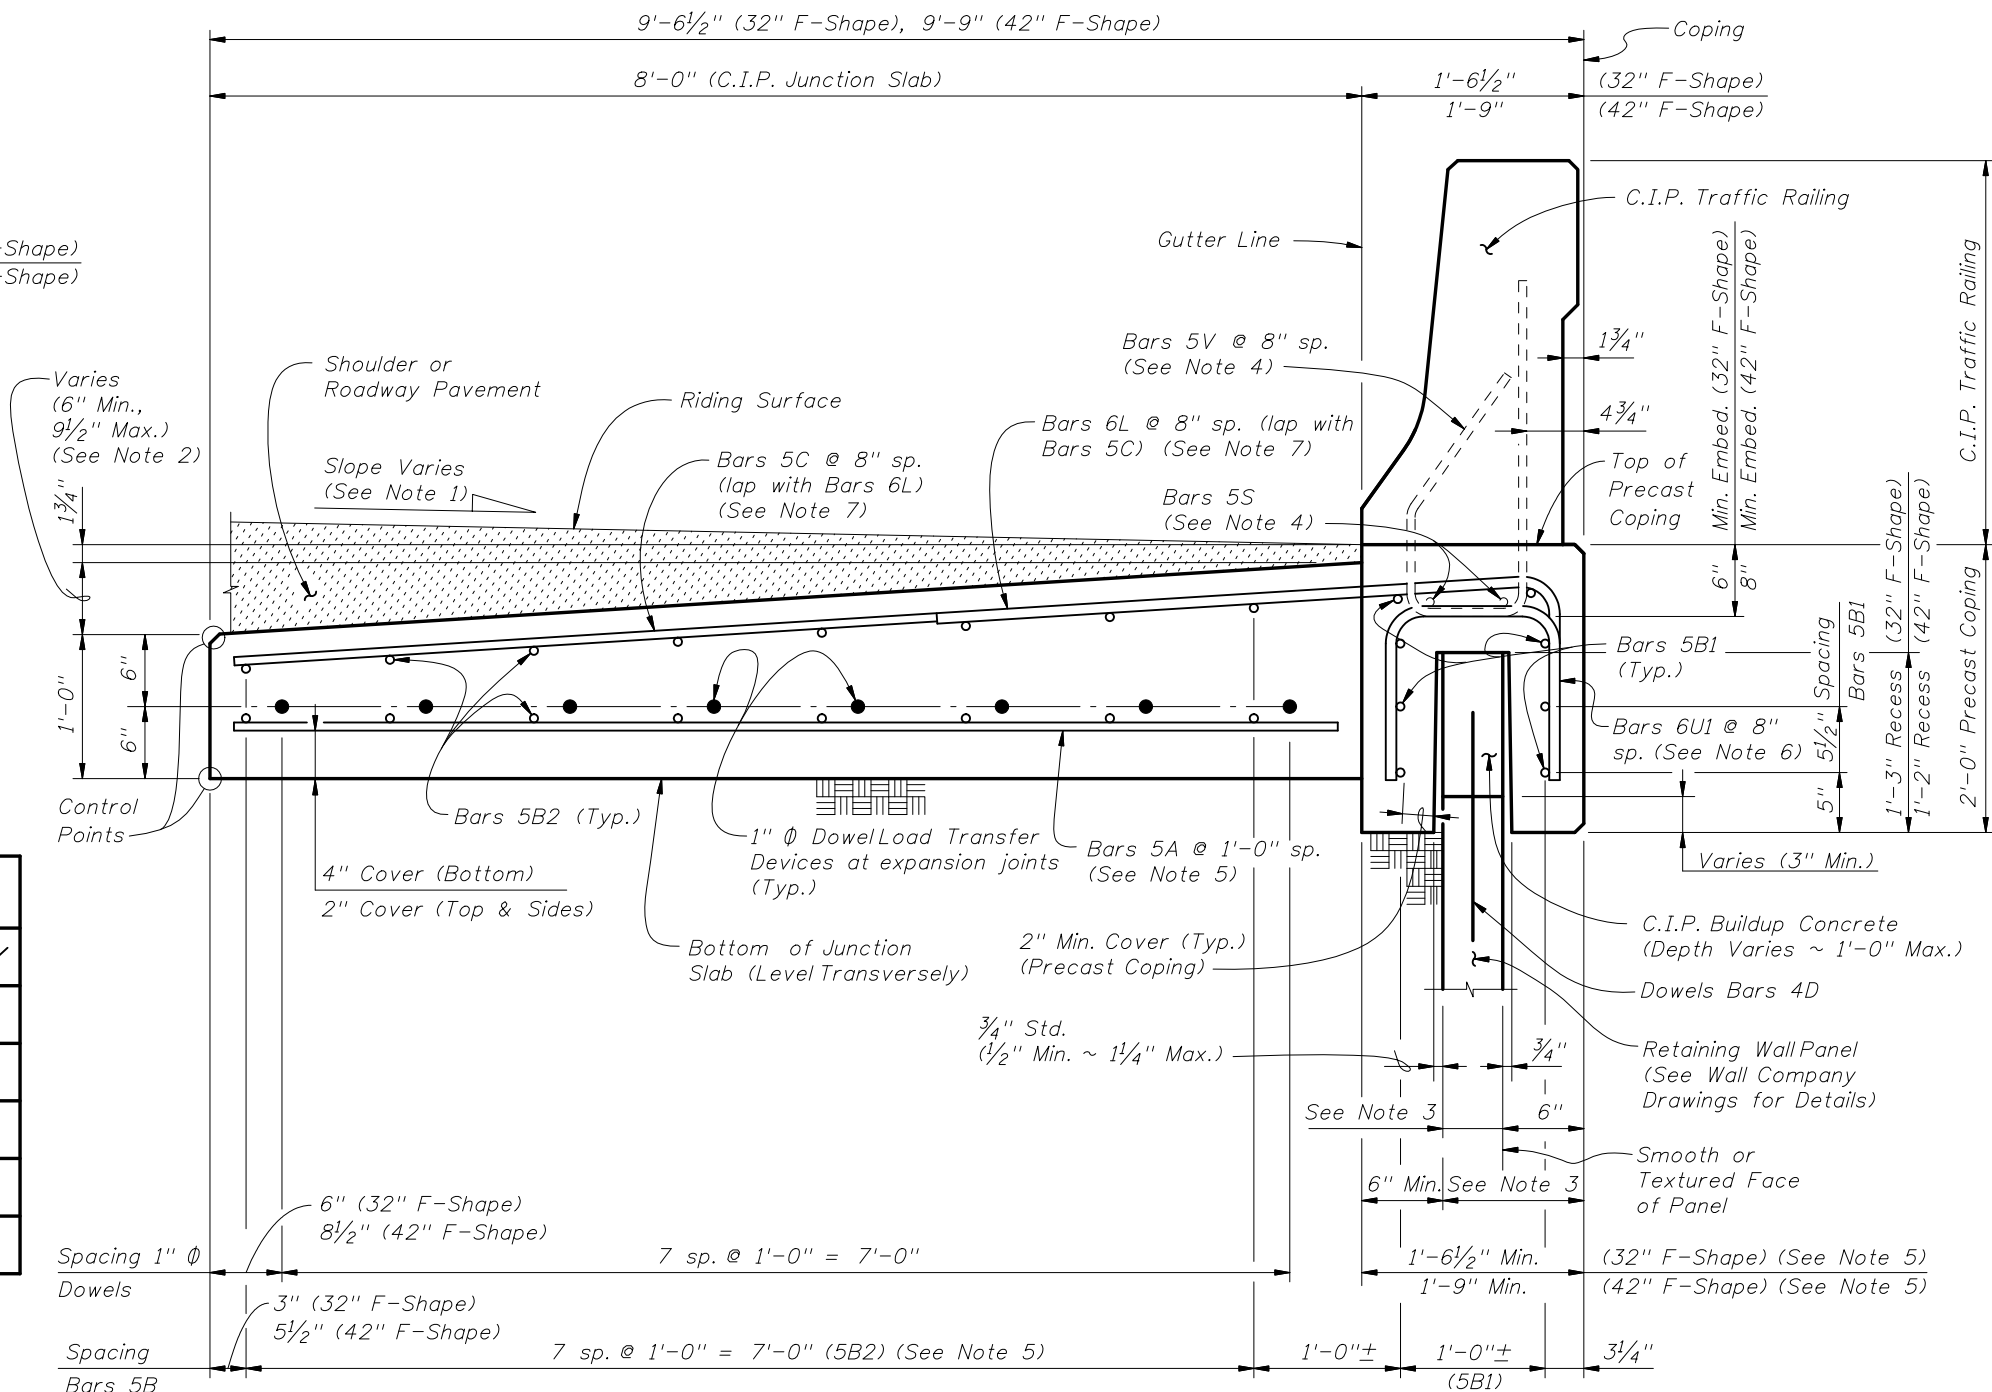 9'-6½" (32" F-Shape), 9'-9" (42" F-Shape)
Coping
8'-0" (C.I.P. Junction Slab)
1'-6½"
(32" F-Shape)
1'-9"
(42" F-Shape)
C.I.P. Traffic Railing
Gutter Line
-Shape)
-Shape)
Min. Embed. (32" F-Shape)
Min. Embed. (42" F-Shape)
6"
8"
C.I.P. Traffic Railing
1¾"
4¾"
Bars 5V @ 8" sp.
(See Note 4)
Shoulder or
Roadway Pavement
Varies
(6" Min.,
9½" Max.)
(See Note 2)
Riding Surface
Bars 6L @ 8" sp. (lap with
Bars 5C) (See Note 7)
Slope Varies
(See Note 1)
Bars 5C @ 8" sp.
(lap with Bars 6L)
(See Note 7)
Bars 5S
(See Note 4)
Top of
Precast
Coping
1¾"
1'-0"
6"
6"
Bars 5B1
(Typ.)
Bars 6U1 @ 8"
sp. (See Note 6)
5½" Spacing
Bars 5B1
5"
1'-3" Recess (32" F-Shape)
1'-2" Recess (42" F-Shape)
2'-0" Precast Coping
Control
Points
Bars 5B2 (Typ.)
1" ϕ Dowel Load Transfer
Devices at expansion joints
(Typ.)
Bars 5A @ 1'-0" sp.
(See Note 5)
Varies (3" Min.)
4" Cover (Bottom)
2" Cover (Top & Sides)
Bottom of Junction
Slab (Level Transversely)
2" Min. Cover (Typ.)
(Precast Coping)
C.I.P. Buildup Concrete
(Depth Varies ~ 1'-0" Max.)
Dowels Bars 4D
¾" Std.
(½" Min. ~ 1¼" Max.)
¾"
Retaining Wall Panel
(See Wall Company
Drawings for Details)
See Note 3
6"
Smooth or
Textured Face
of Panel
6" Min.
See Note 3
6" (32" F-Shape)
8½" (42" F-Shape)
Spacing 1" ϕ
Dowels
7 sp. @ 1'-0" = 7'-0"
1'-6½" Min.
(32" F-Shape) (See Note 5)
1'-9" Min.
(42" F-Shape) (See Note 5)
3" (32" F-Shape)
5½" (42" F-Shape)
Spacing
Bars 5B
7 sp. @ 1'-0" = 7'-0" (5B2) (See Note 5)
1'-0"±
1'-0"±
(5B1)
3¼"